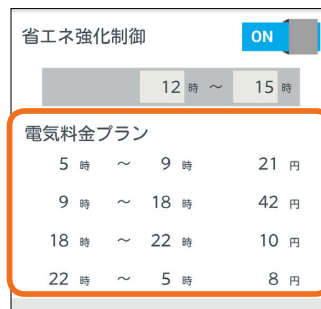 省エネ強化制御 ON
12 時 ～ 15 時
電気料金プラン
5 時 ～ 9 時 21 円
9 時 ～ 18 時 42 円
18 時 ～ 22 時 10 円
22 時 ～ 5 時 8 円